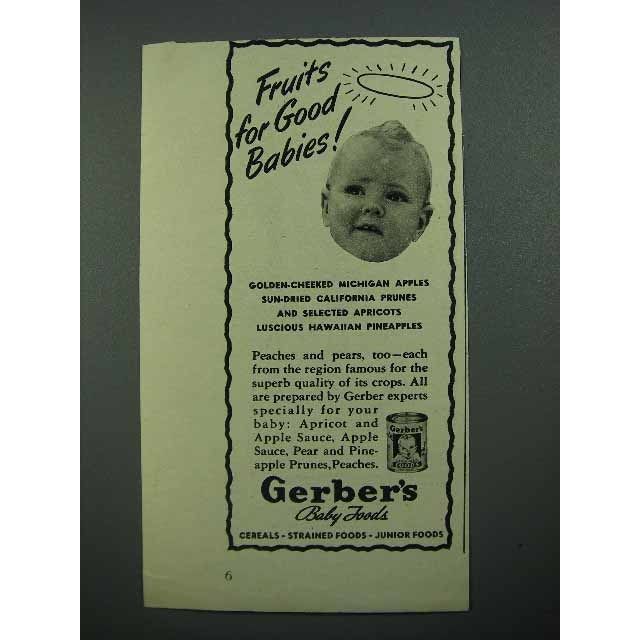 Fruits
for Good
Babies!
GOLDEN-CHEEKED MICHIGAN APPLES
SUN-DRIED CALIFORNIA PRUNES
AND SELECTED APRICOTS
LUSCIOUS HAWAIIAN PINEAPPLES
Peaches and pears, too—each
from the region famous for the
superb quality of its crops. All
are prepared by Gerber experts
specially for your
baby: Apricot and
Apple Sauce, Apple
Sauce, Pear and Pine-
apple Prunes, Peaches.
Gerber's
FOODS
Gerber's
Baby Foods
CEREALS - STRAINED FOODS - JUNIOR FOODS
6